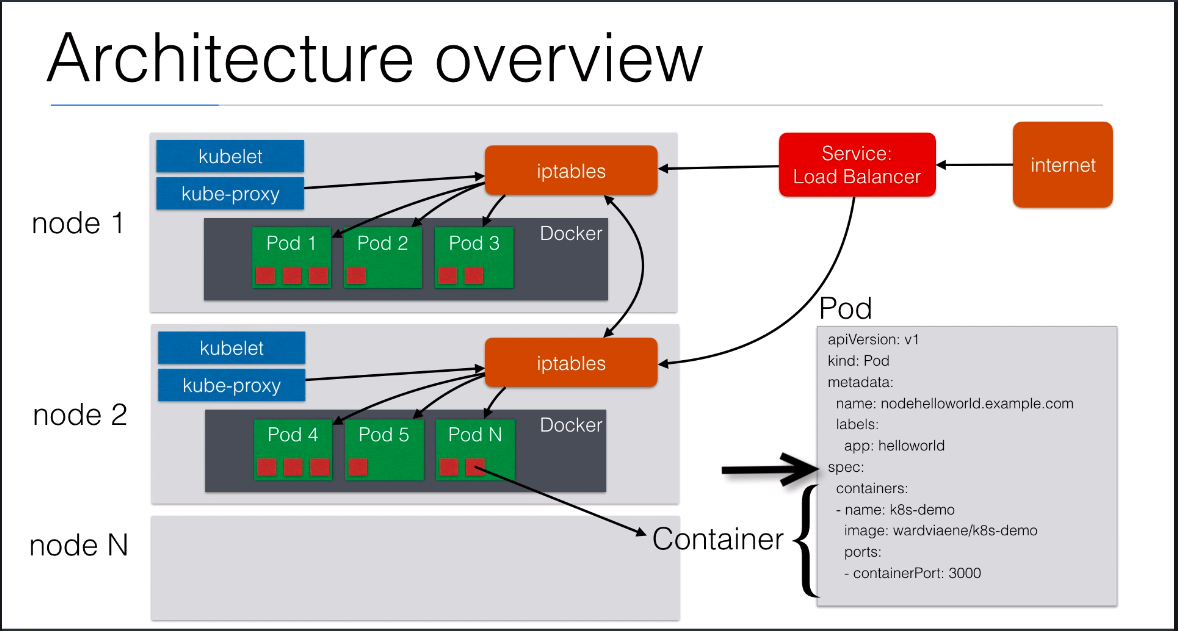 Architecture overview
kubelet
kube-proxy
iptables
Service:
Load Balancer
internet
node 1
Docker
Pod 1
Pod 2
Pod 3
Pod
kubelet
kube-proxy
iptables
node 2
Docker
Pod 4
Pod 5
Pod N
node N
Container
apiVersion: v1
kind: Pod
metadata:
name: nodehelloworld.example.com
labels:
app: helloworld
spec:
containers:
- name: k8s-demo
image: wardviaene/k8s-demo
ports:
- containerPort: 3000